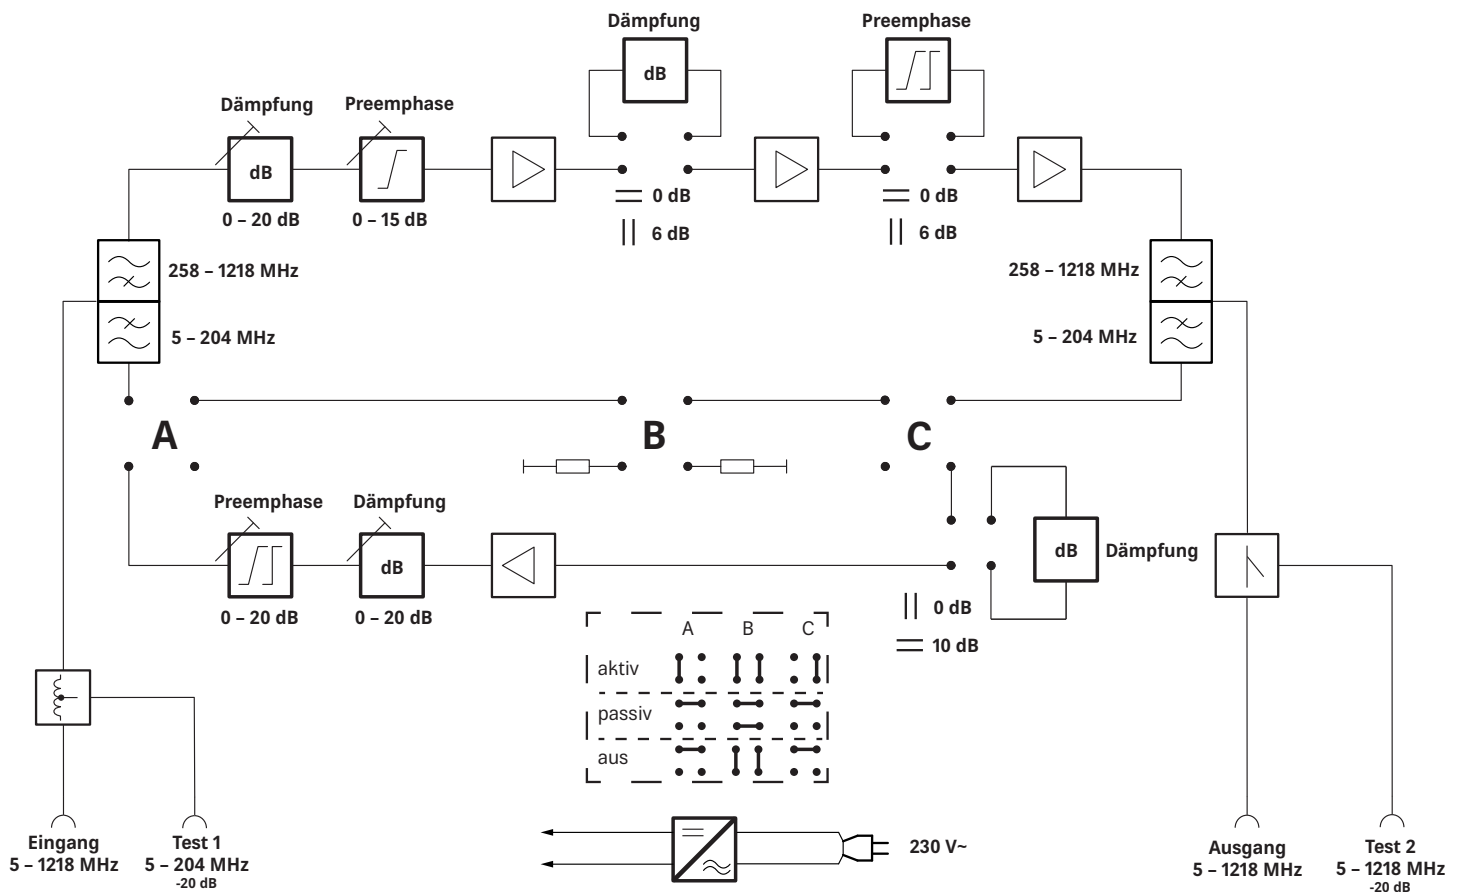 Dämpfung
Preemphase
dB
Dämpfung
Preemphase
dB
0 – 20 dB
0 – 15 dB
0 dB
6 dB
0 dB
6 dB
258 – 1218 MHz
5 – 204 MHz
258 – 1218 MHz
5 – 204 MHz
A
B
C
Preemphase
Dämpfung
dB
0 – 20 dB
0 – 20 dB
dB
Dämpfung
0 dB
10 dB
A B C
aktiv
passiv
aus
230 V~
Eingang
5 – 1218 MHz
Test 1
5 – 204 MHz
-20 dB
Ausgang
5 – 1218 MHz
Test 2
5 – 1218 MHz
-20 dB